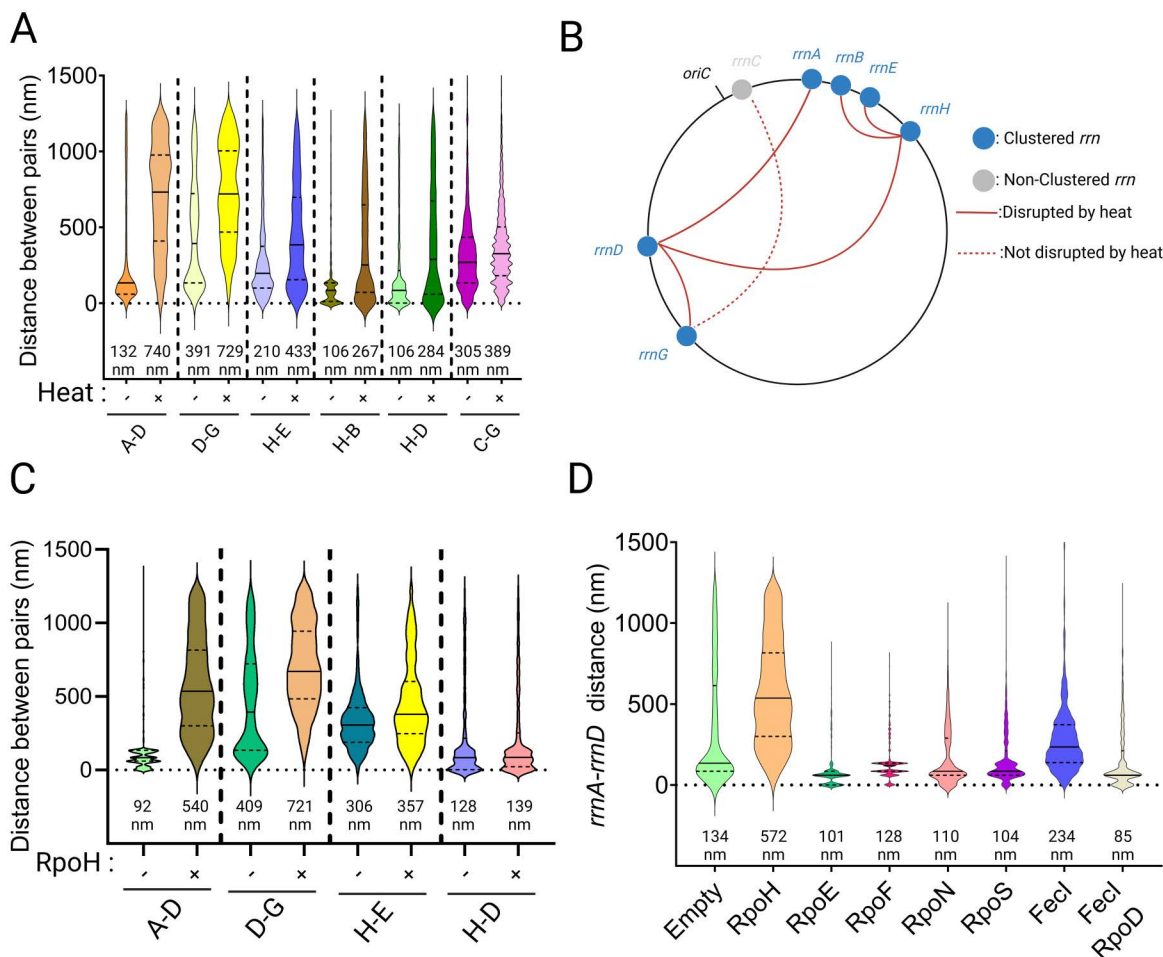 A
Distance between pairs (nm)
1500
1000
500
0
132 740 391 729 210 433 106 267 106 284 305 389
nm nm nm nm nm nm nm nm nm nm nm nm
Heat : - + - + - + - + - + - +
A-D D-G H-E H-B H-D C-G
B
oriC
rrnC
rrnA
rrnB
rrnE
rrnH
rrnD
rrnG
: Clustered rrn
: Non-Clustered rrn
:Disrupted by heat
:Not disrupted by heat
C
Distance between pairs (nm)
1500
1000
500
0
92 540 409 721 306 357 128 139
nm nm nm nm nm nm nm nm
RpoH : - + - + - + - +
A-D D-G H-E H-D
D
rrnA-rrnD distance (nm)
1500
1000
500
0
134 572 101 128 110 104 234 85
nm nm nm nm nm nm nm nm
Empty RpoH RpoE RpoF RpoN RpoS FecI FecI
RpoD